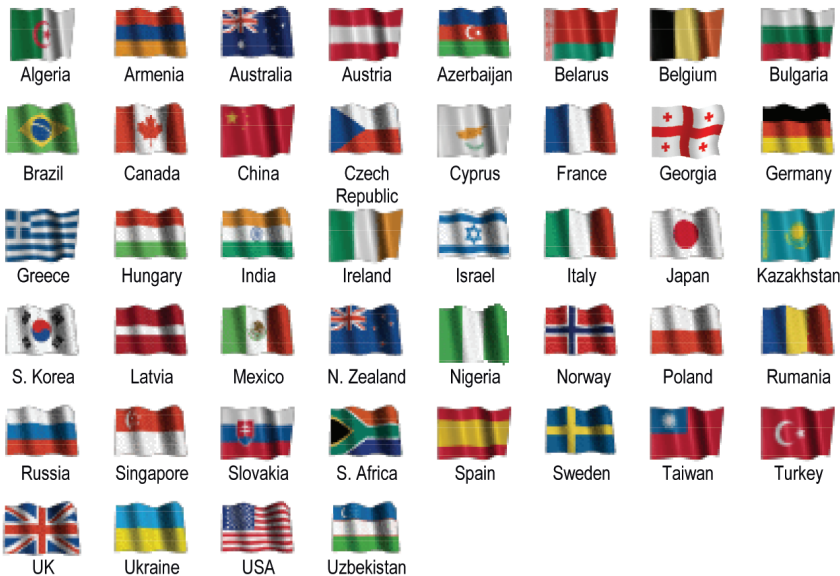 Algeria Armenia Australia Austria Azerbaijan Belarus Belgium Bulgaria
Brazil Canada China Czech Republic Cyprus France Georgia Germany
Greece Hungary India Ireland Israel Italy Japan Kazakhstan
S. Korea Latvia Mexico N. Zealand Nigeria Norway Poland Rumania
Russia Singapore Slovakia S. Africa Spain Sweden Taiwan Turkey
UK Ukraine USA Uzbekistan